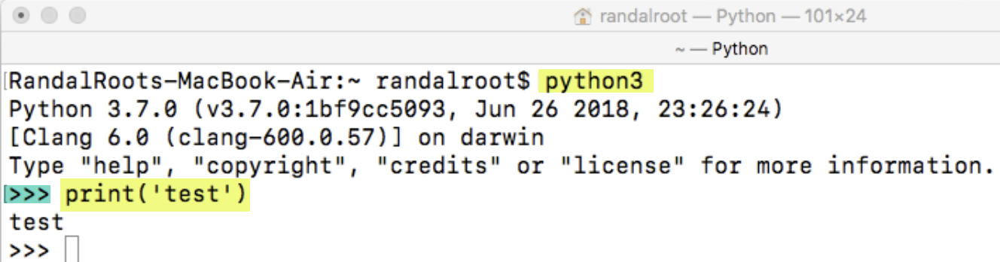 randalroot — Python — 101×24
~ — Python
RandalRoots-MacBook-Air:~ randalroot$ python3
Python 3.7.0 (v3.7.0:1bf9cc5093, Jun 26 2018, 23:26:24)
[Clang 6.0 (clang-600.0.57)] on darwin
Type "help", "copyright", "credits" or "license" for more information.
>>> print('test')
test
>>>